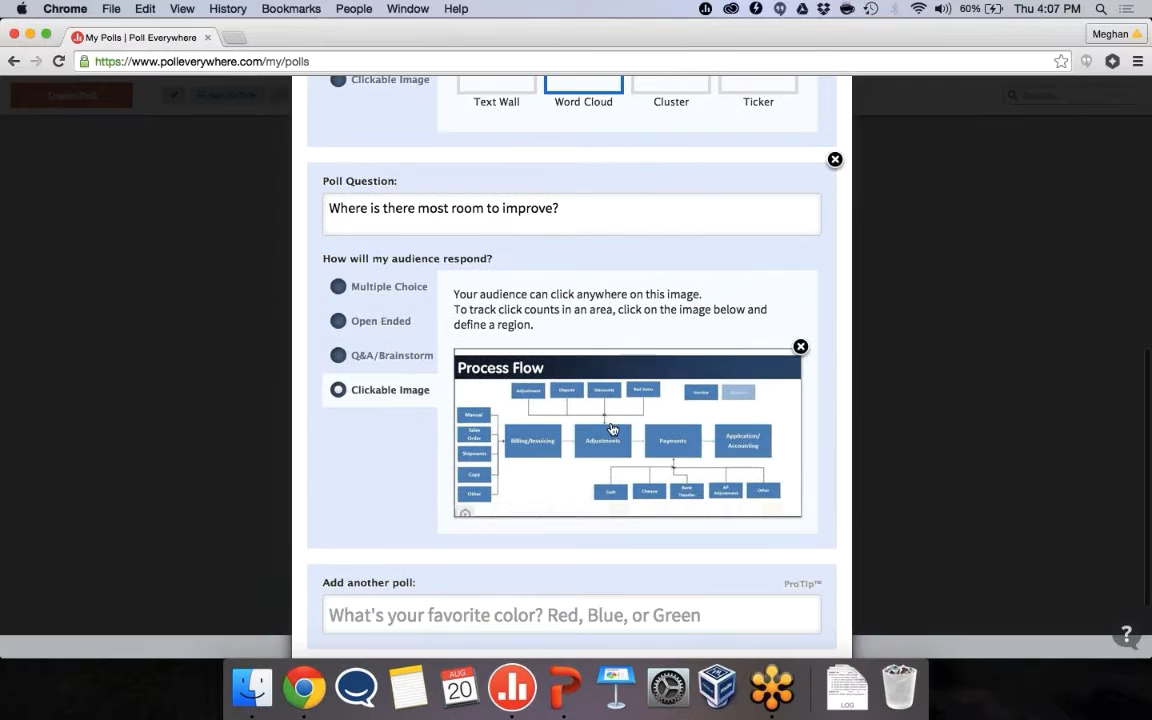 Chrome File Edit View History Bookmarks People Window Help 60% Thu 4:07 PM
My Polls | Poll Everywhere Meghan
https://www.polleverywhere.com/my/polls
Clickable Image
Text Wall Word Cloud Cluster Ticker
Poll Question:
Where is there most room to improve?
How will my audience respond?
Multiple Choice
Open Ended
Q&A/Brainstorm
Clickable Image
Your audience can click anywhere on this image.
To track click counts in an area, click on the image below and
define a region.
Process Flow
Adjustment Dispute Discounts Bad Debt Invoice
Manual
Sales
Order
Shipments
Copy
Other
Billing/Invoicing Adjustments Payments Application/
Accounting
Cash Cheque Bank
Transfer AP
Adjustment Other
Add another poll: ProTip™
What's your favorite color? Red, Blue, or Green
?
AUG
20
LOG